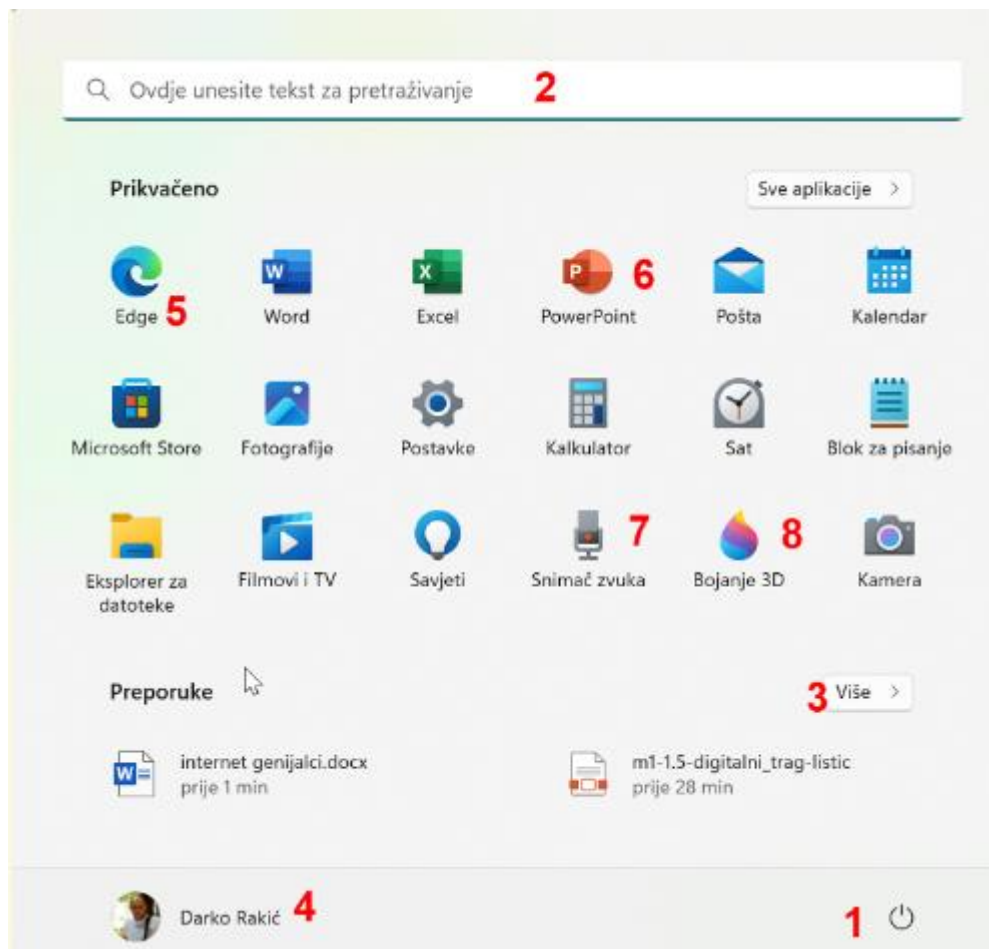 Ovdje unesite tekst za pretraživanje 2
Prikvačeno Sve aplikacije >
Edge 5 Word Excel PowerPoint 6 Pošta Kalendar
Microsoft Store Fotografije Postavke Kalkulator Sat Blok za pisanje
7 8
Eksplorer za datoteke Filmovi i TV Savjeti Snimač zvuka Bojanje 3D Kamera
Preporuke 3 Više >
internet genijalci.docx m1-1.5-digitalni_trag-listic
prije 1 min prije 28 min
Darko Rakić 4 1